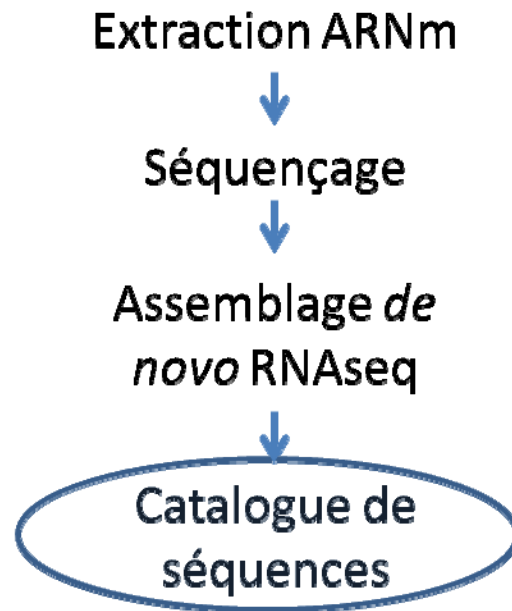 Extraction ARNm
Séquençage
Assemblage de
novo RNAseq
Catalogue de
séquences